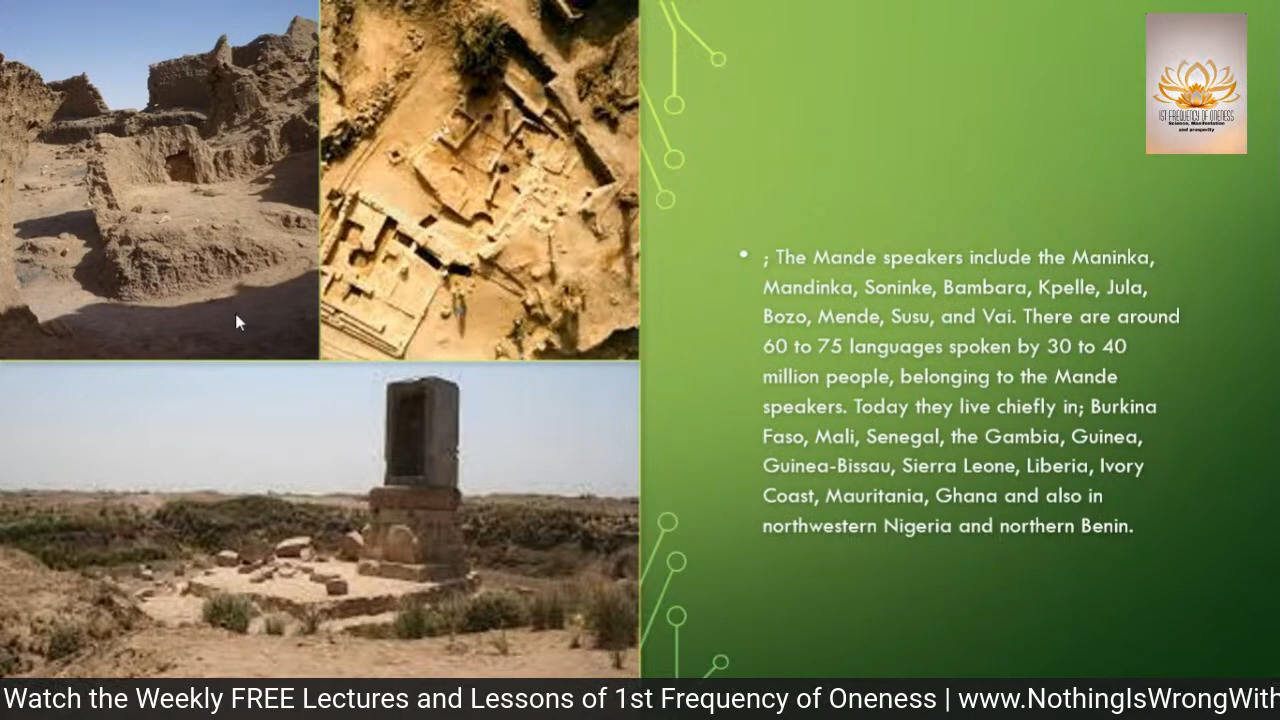 1ST FREQUENCY OF ONENESS
Science, Manifestation
and prosperity
; The Mande speakers include the Maninka,
Mandinka, Soninke, Bambara, Kpelle, Jula,
Bozo, Mende, Susu, and Vai. There are around
60 to 75 languages spoken by 30 to 40
million people, belonging to the Mande
speakers. Today they live chiefly in; Burkina
Faso, Mali, Senegal, the Gambia, Guinea,
Guinea-Bissau, Sierra Leone, Liberia, Ivory
Coast, Mauritania, Ghana and also in
northwestern Nigeria and northern Benin.
Watch the Weekly FREE Lectures and Lessons of 1st Frequency of Oneness | www.NothingIsWrongWith